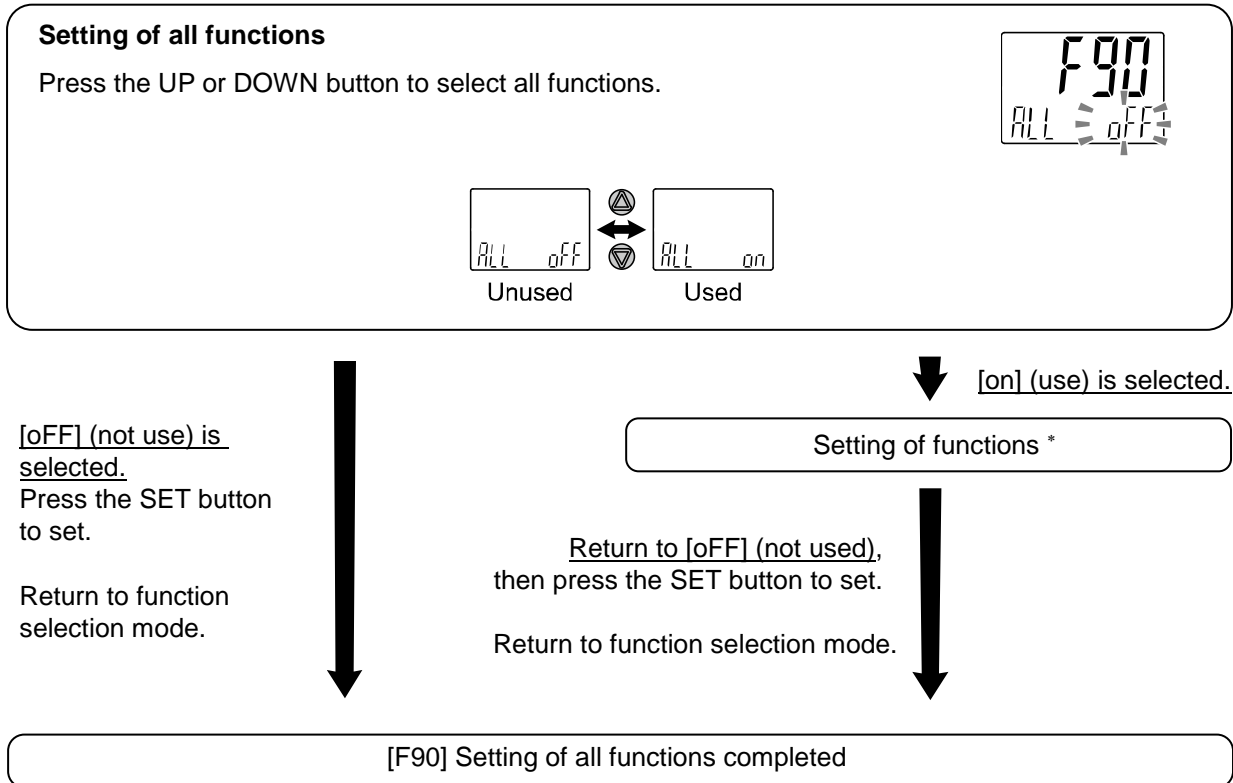 Setting of all functions
Press the UP or DOWN button to select all functions.
F90
ALL oFF
ALL oFF
ALL on
Unused
Used
[on] (use) is selected.
[oFF] (not use) is
selected.
Press the SET button
to set.
Return to function
selection mode.
Setting of functions *
Return to [oFF] (not used),
then press the SET button to set.
Return to function selection mode.
[F90] Setting of all functions completed